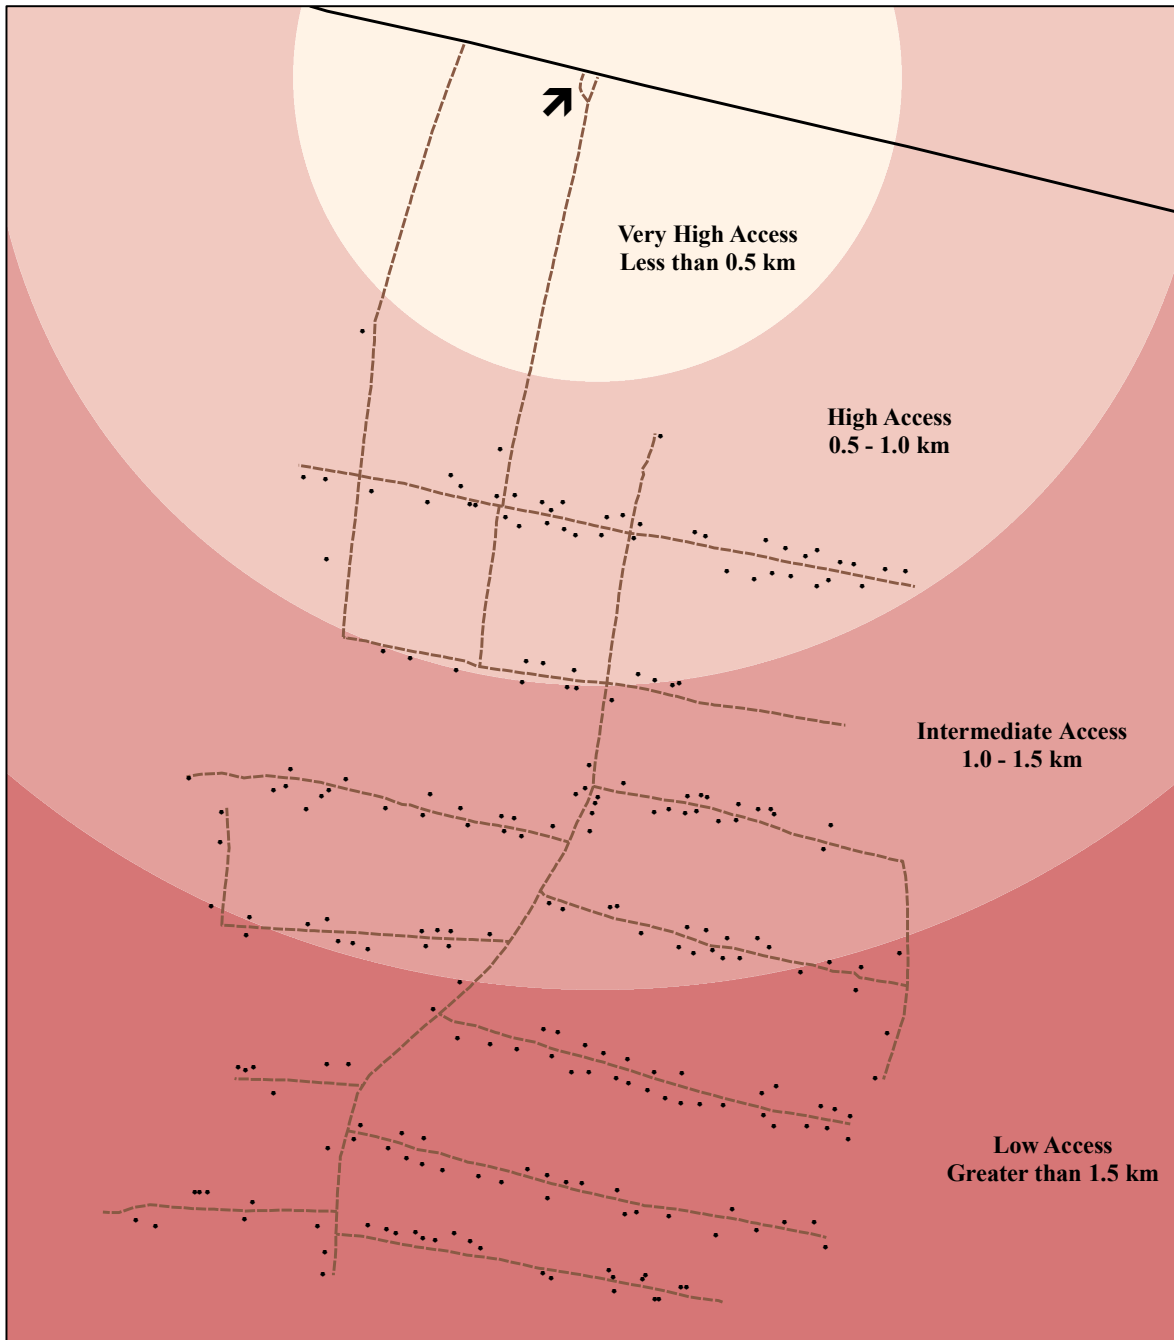 Very High Access
Less than 0.5 km
High Access
0.5 - 1.0 km
Intermediate Access
1.0 - 1.5 km
Low Access
Greater than 1.5 km